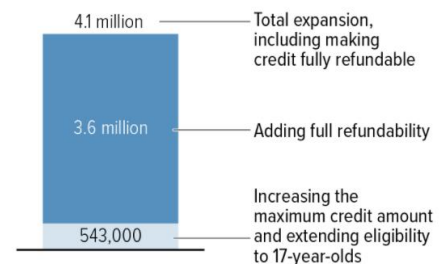 4.1 million
Total expansion,
including making
credit fully refundable
3.6 million
Adding full refundability
543,000
Increasing the
maximum credit amount
and extending eligibility
to 17-year-olds